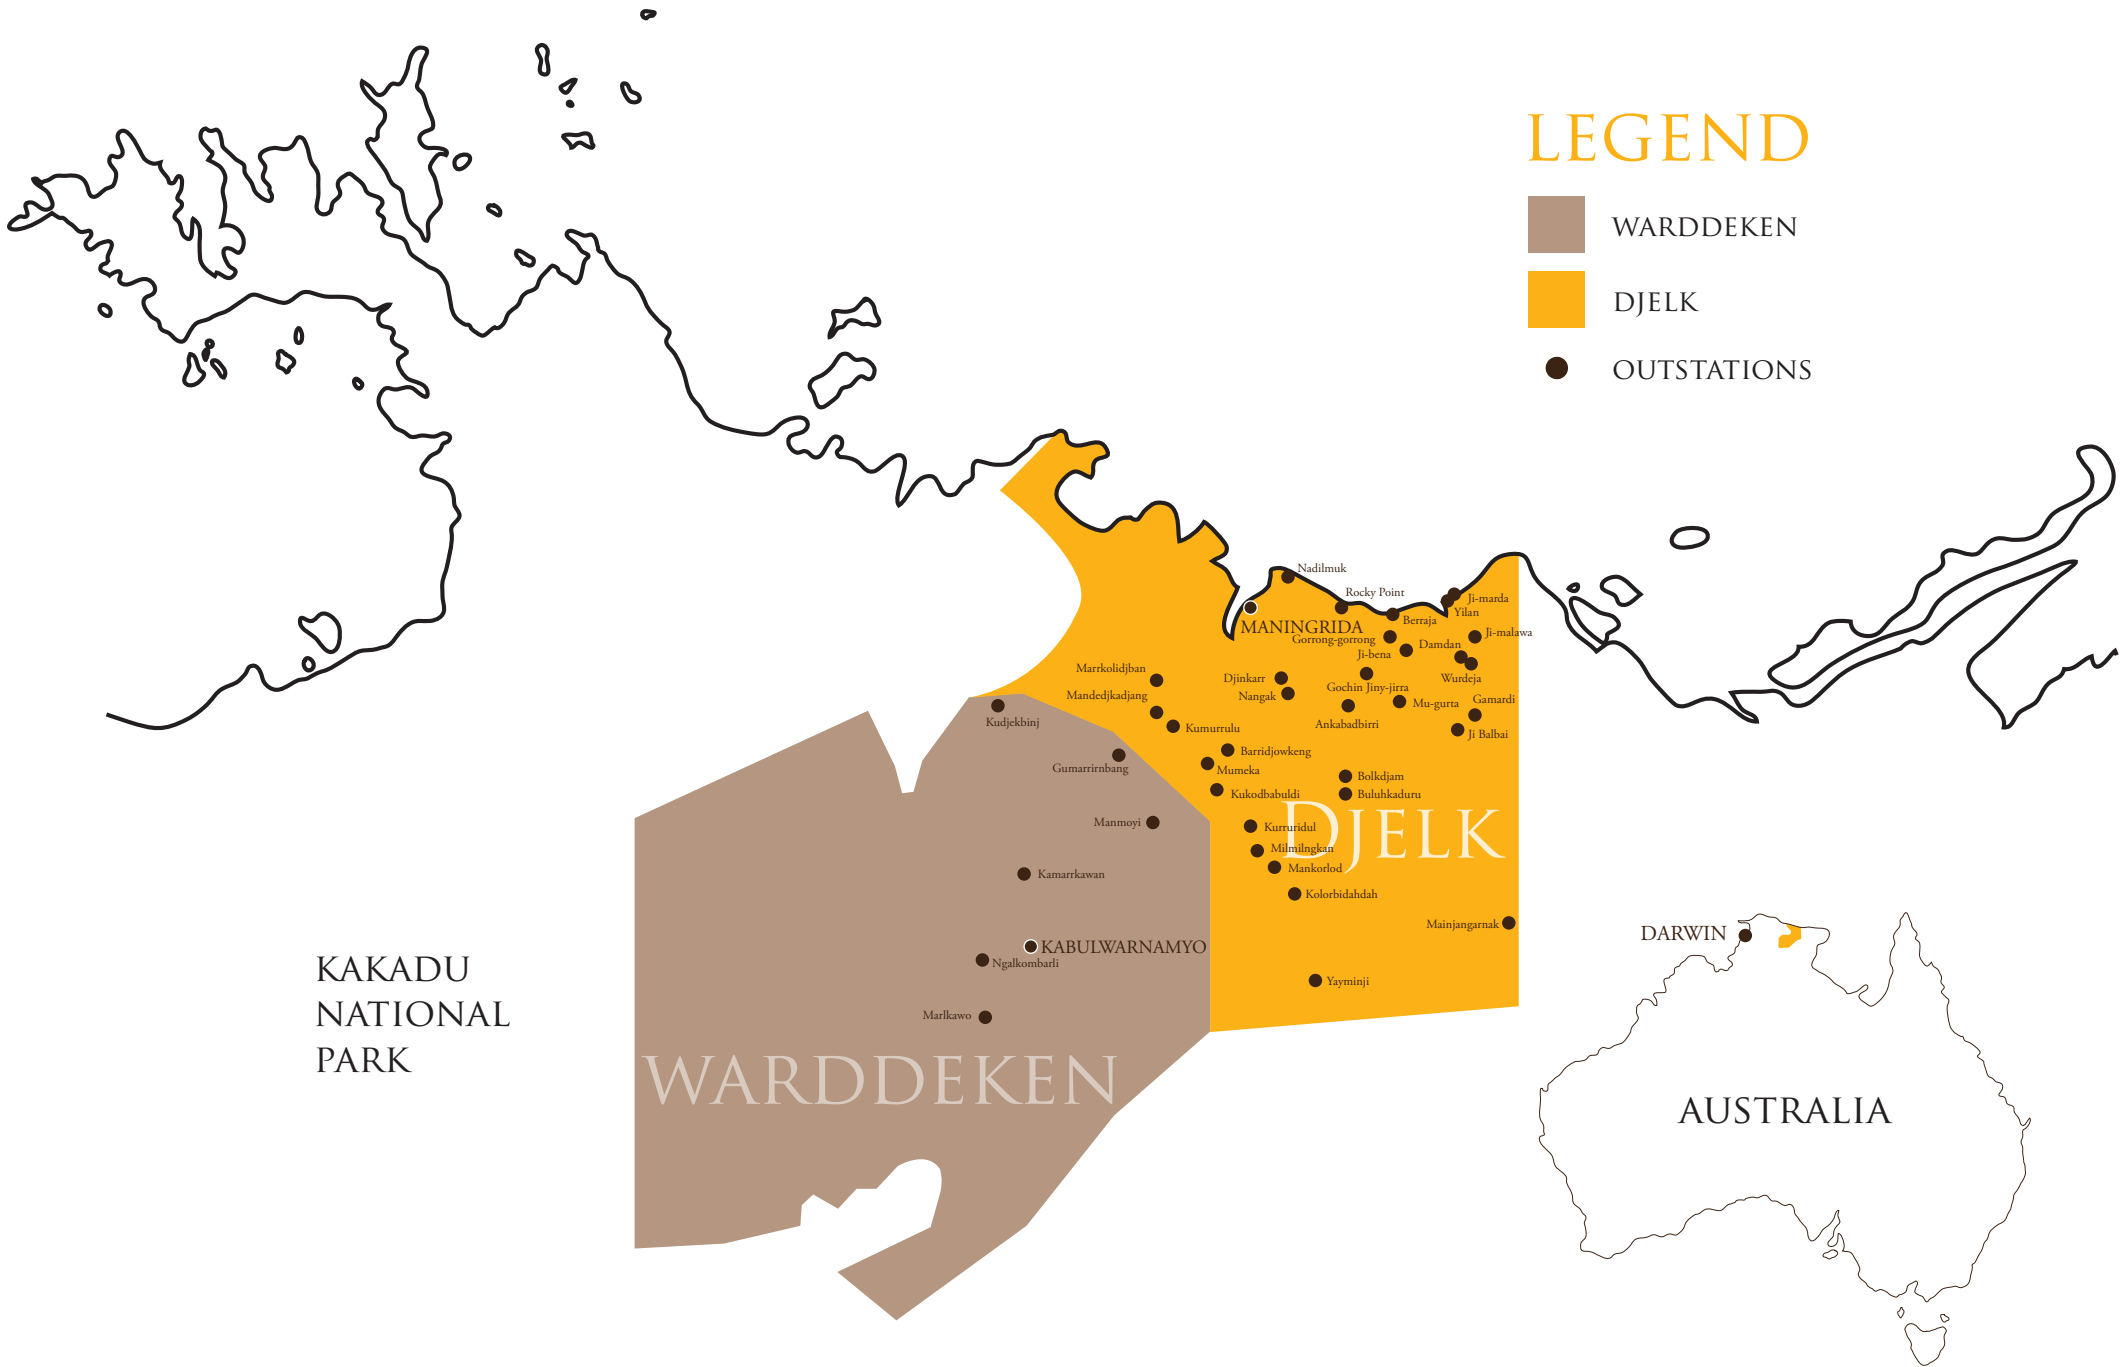 LEGEND
WARDDEKEN
DJELK
OUTSTATIONS
Nadilmuk
Rocky Point
Ji-marda
Yilan
Berraja
MANINGRIDA
Ji-malawa
Gorrong-gorrong
Damdan
Ji-bena
Marrkolidjban
Djinkarr
Wurdeja
Gochin Jiny-jirra
Mandedjkadjang
Nangak
Mu-gurta
Gamardi
Kudjekbinj
Ankabadbirri
Kumurrulu
Ji Balbai
Barridjowkeng
Gumarrirnbang
Mumeka
Bolkdjam
Kukodbabuldi
Buluhkaduru
Manmoyi
Kurruridul
DJELK
Milmilngkan
Mankorlod
Kamarrkawan
Kolorbidahdah
Mainjangarnak
DARWIN
KABULWARNAMYO
Ngalkombarli
Yayminji
KAKADU
NATIONAL
PARK
Marlkawo
WARDDEKEN
AUSTRALIA